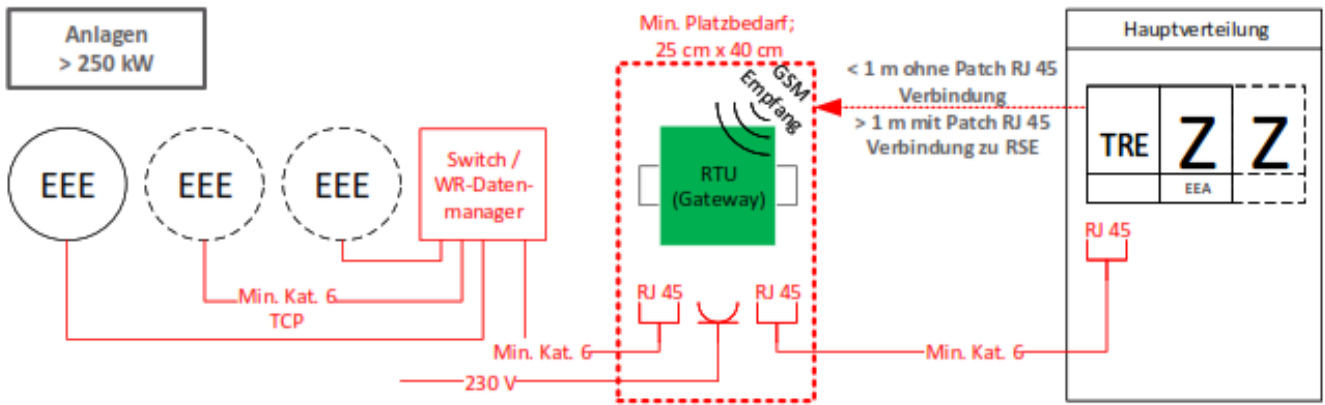 Anlagen
> 250 kW
Min. Platzbedarf;
25 cm x 40 cm
Hauptverteilung
< 1 m ohne Patch RJ 45
Verbindung
> 1 m mit Patch RJ 45
Verbindung zu RSE
GSM
Empfang
EEE
EEE
EEE
Switch /
WR-Daten-
manager
RTU
(Gateway)
TRE
Z
Z
EEA
RJ 45
RJ 45
RJ 45
Min. Kat. 6
TCP
Min. Kat. 6
Min. Kat. 6
230 V